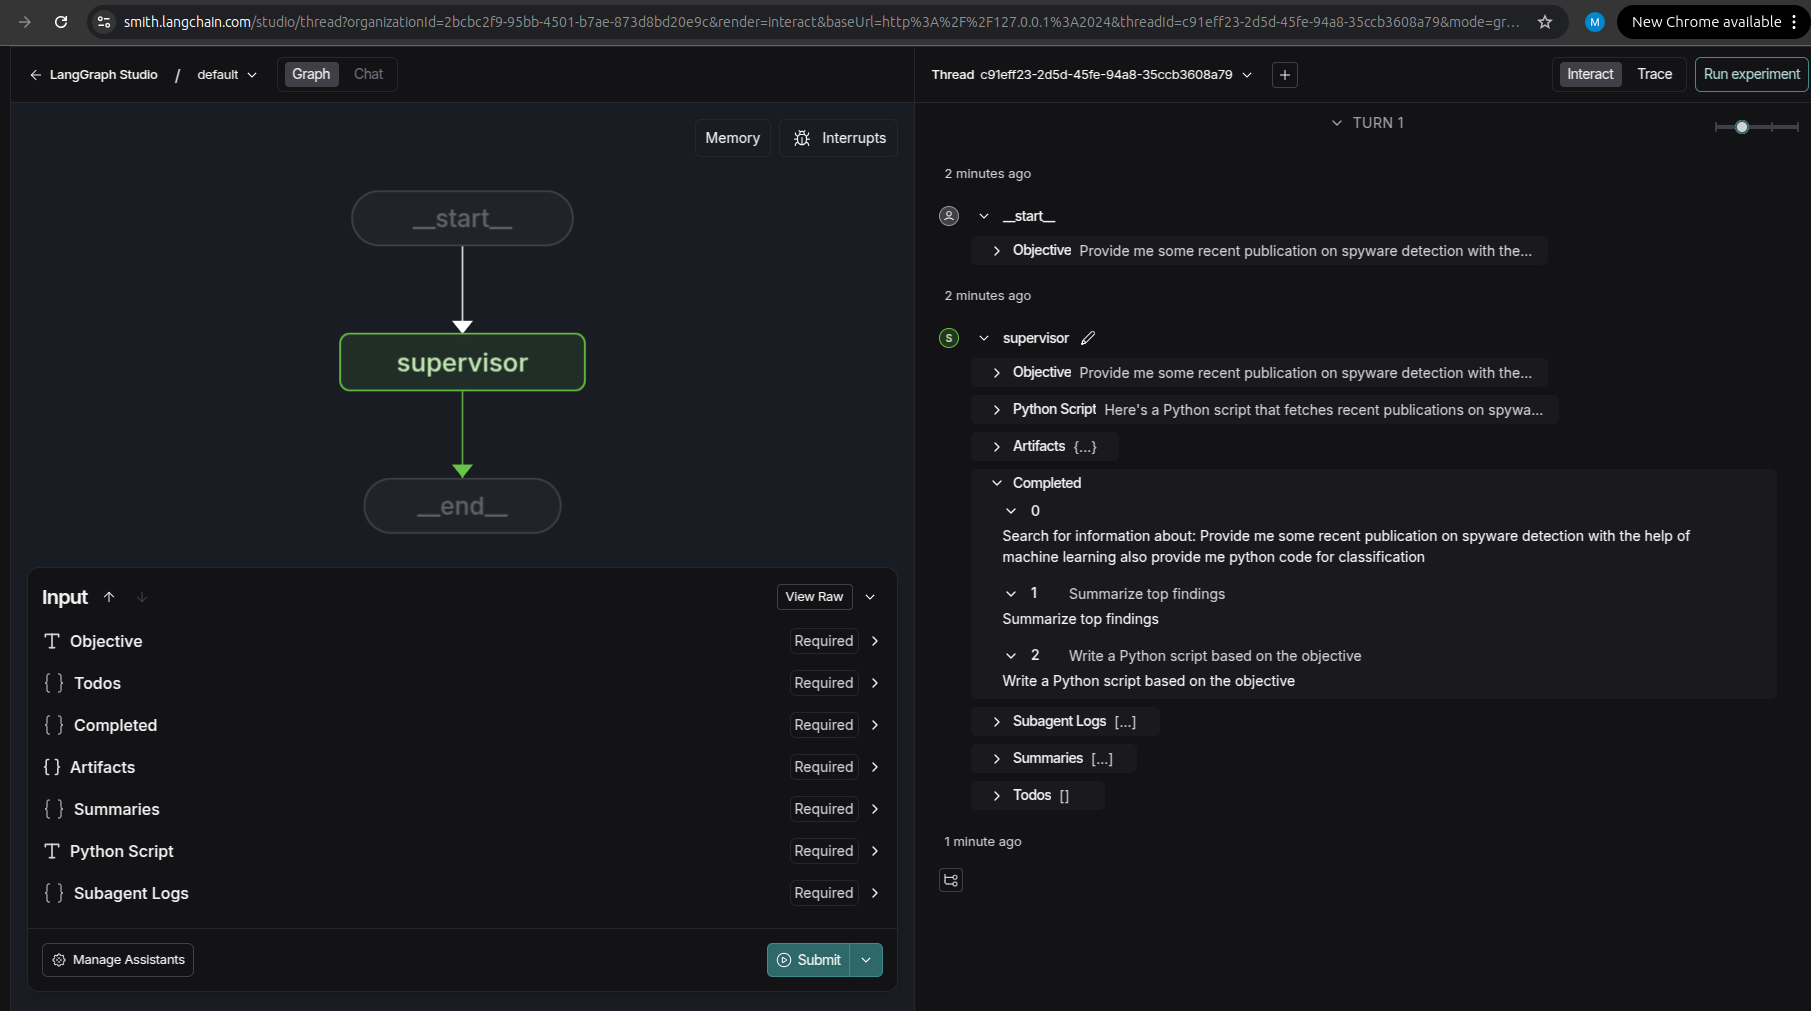 smith.langchain.com/studio/thread?organizationId=2bcbc2f9-95bb-4501-b7ae-873d8bd20e9c&render=interact&baseUrl=http%3A%2F%2F127.0.0.1%3A2024&threadId=c91eff23-2d5d-45fe-94a8-35ccb3608a79&mode=gr...
M
New Chrome available
LangGraph Studio / default
Graph
Chat
Memory
Interrupts
__start__
supervisor
__end__
Input
View Raw
Objective
Required
Todos
Required
Completed
Required
Artifacts
Required
Summaries
Required
Python Script
Required
Subagent Logs
Required
Manage Assistants
Submit
Thread c91eff23-2d5d-45fe-94a8-35ccb3608a79
Interact
Trace
Run experiment
TURN 1
2 minutes ago
__start__
Objective Provide me some recent publication on spyware detection with the...
2 minutes ago
S
supervisor
Objective Provide me some recent publication on spyware detection with the...
Python Script Here's a Python script that fetches recent publications on spywa...
Artifacts {...}
Completed
0
Search for information about: Provide me some recent publication on spyware detection with the help of
machine learning also provide me python code for classification
1 Summarize top findings
Summarize top findings
2 Write a Python script based on the objective
Write a Python script based on the objective
Subagent Logs [...]
Summaries [...]
Todos []
1 minute ago